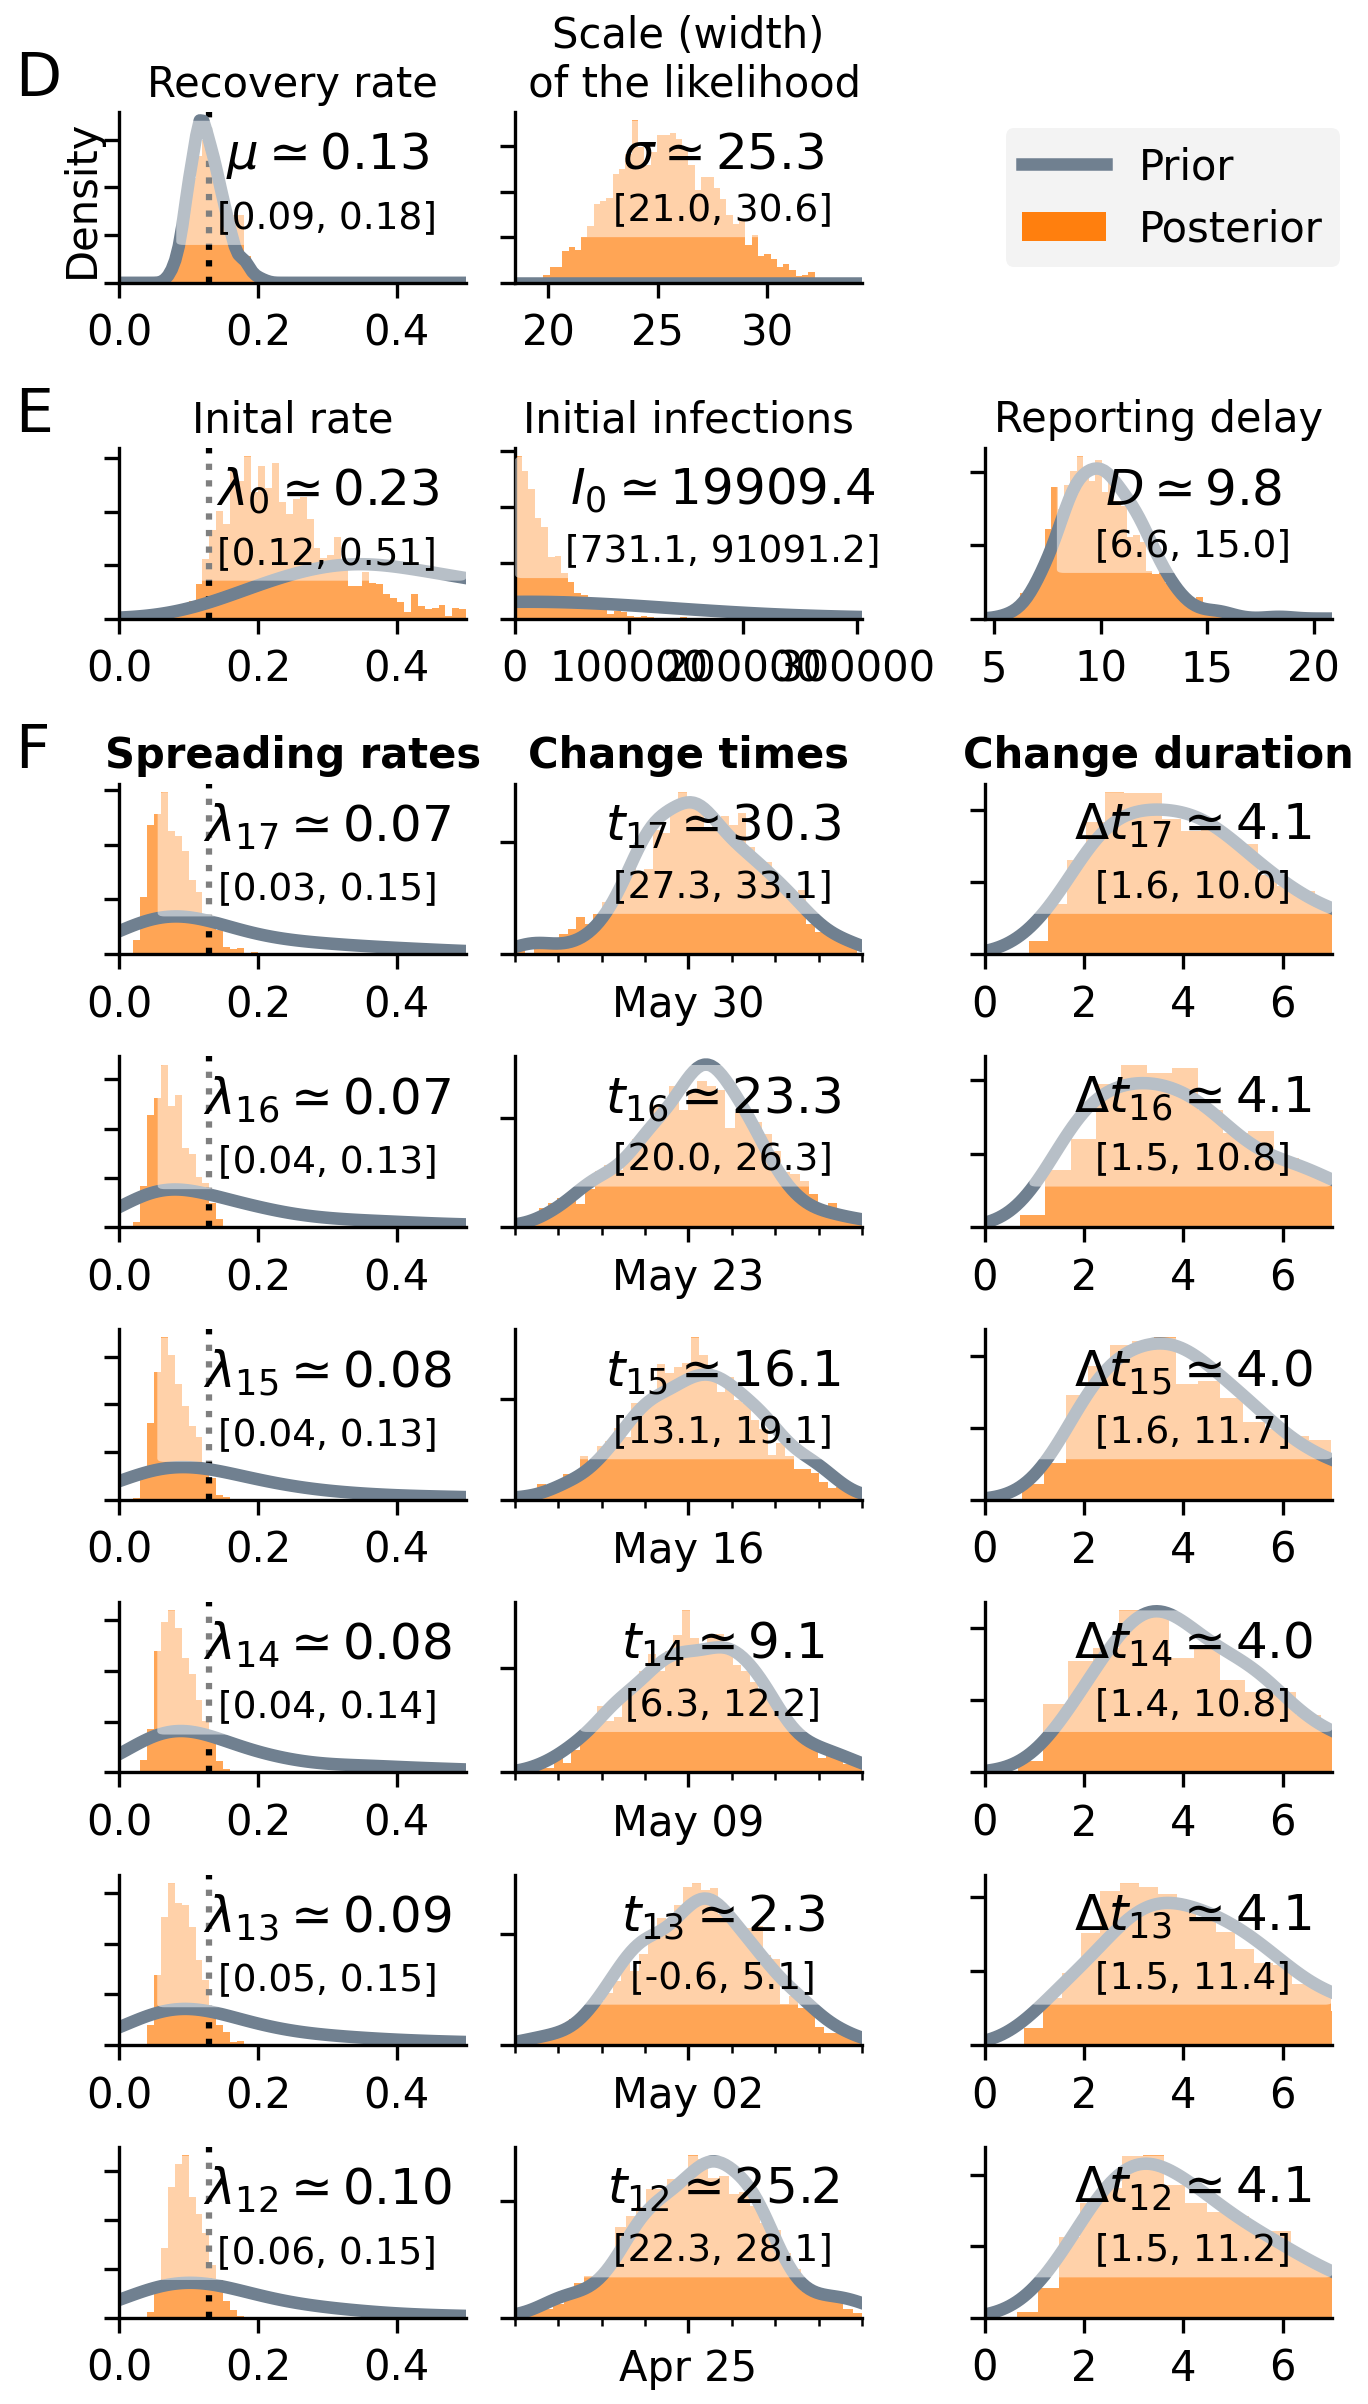 D
Recovery rate
Scale (width)
of the likelihood
Density
μ ≃ 0.13
[0.09, 0.18]
0.0 0.2 0.4
σ ≃ 25.3
[21.0, 30.6]
20 25 30
Prior
Posterior
E
Inital rate
λ0 ≃ 0.23
[0.12, 0.51]
0.0 0.2 0.4
Initial infections
I0 ≃ 19909.4
[731.1, 91091.2]
0 100000 200000 300000
Reporting delay
D ≃ 9.8
[6.6, 15.0]
5 10 15 20
F
Spreading rates
Change times
Change duration
λ17 ≃ 0.07
[0.03, 0.15]
0.0 0.2 0.4
t17 ≃ 30.3
[27.3, 33.1]
May 30
Δt17 ≃ 4.1
[1.6, 10.0]
0 2 4 6
λ16 ≃ 0.07
[0.04, 0.13]
0.0 0.2 0.4
t16 ≃ 23.3
[20.0, 26.3]
May 23
Δt16 ≃ 4.1
[1.5, 10.8]
0 2 4 6
λ15 ≃ 0.08
[0.04, 0.13]
0.0 0.2 0.4
t15 ≃ 16.1
[13.1, 19.1]
May 16
Δt15 ≃ 4.0
[1.6, 11.7]
0 2 4 6
λ14 ≃ 0.08
[0.04, 0.14]
0.0 0.2 0.4
t14 ≃ 9.1
[6.3, 12.2]
May 09
Δt14 ≃ 4.0
[1.4, 10.8]
0 2 4 6
λ13 ≃ 0.09
[0.05, 0.15]
0.0 0.2 0.4
t13 ≃ 2.3
[-0.6, 5.1]
May 02
Δt13 ≃ 4.1
[1.5, 11.4]
0 2 4 6
λ12 ≃ 0.10
[0.06, 0.15]
0.0 0.2 0.4
t12 ≃ 25.2
[22.3, 28.1]
Apr 25
Δt12 ≃ 4.1
[1.5, 11.2]
0 2 4 6